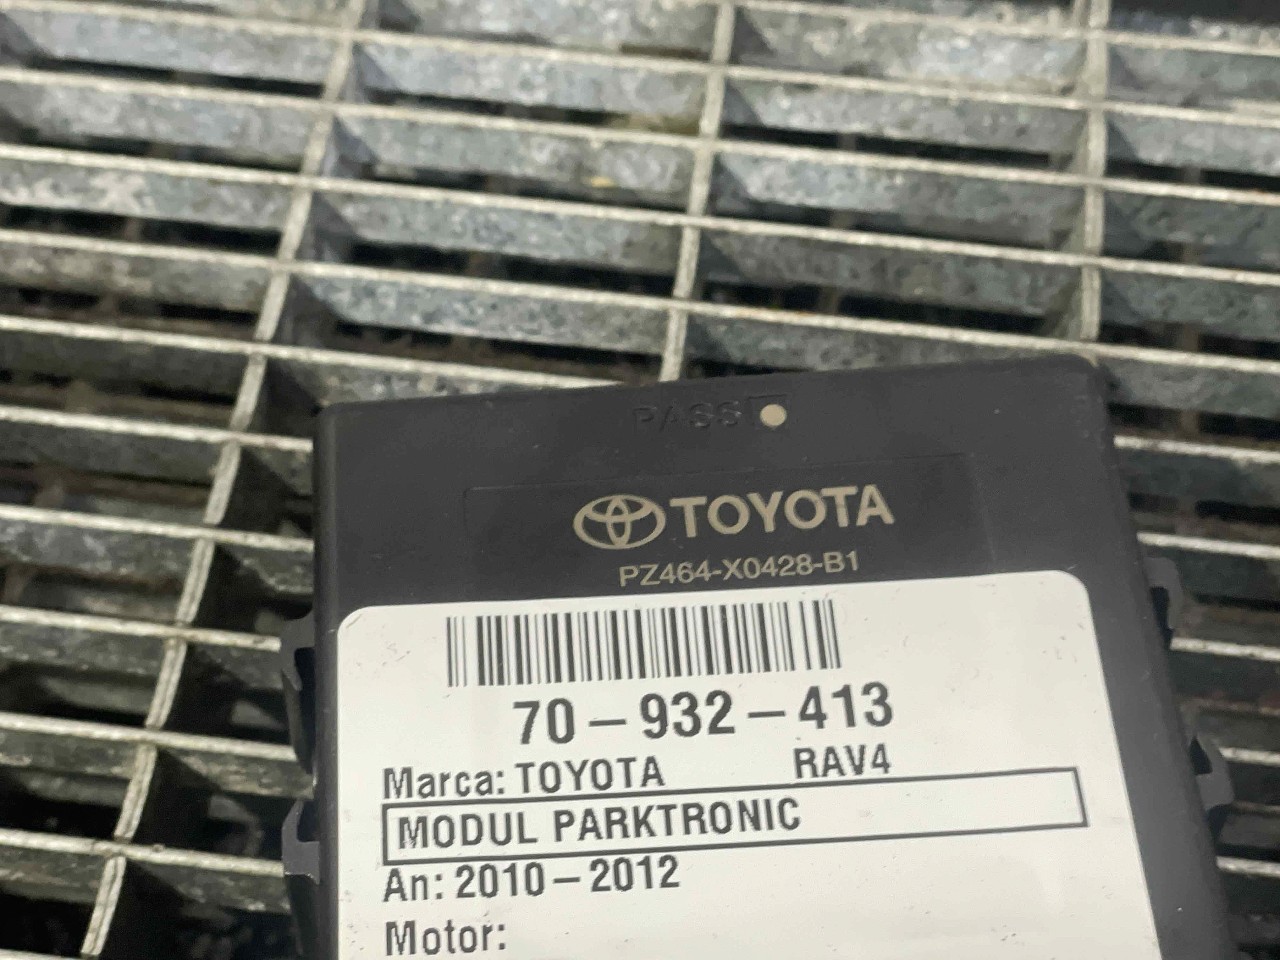 PASS
TOYOTA
PZ464-X0428-B1
70-932-413
Marca: TOYOTA RAV4
MODUL PARKTRONIC
An: 2010-2012
Motor: